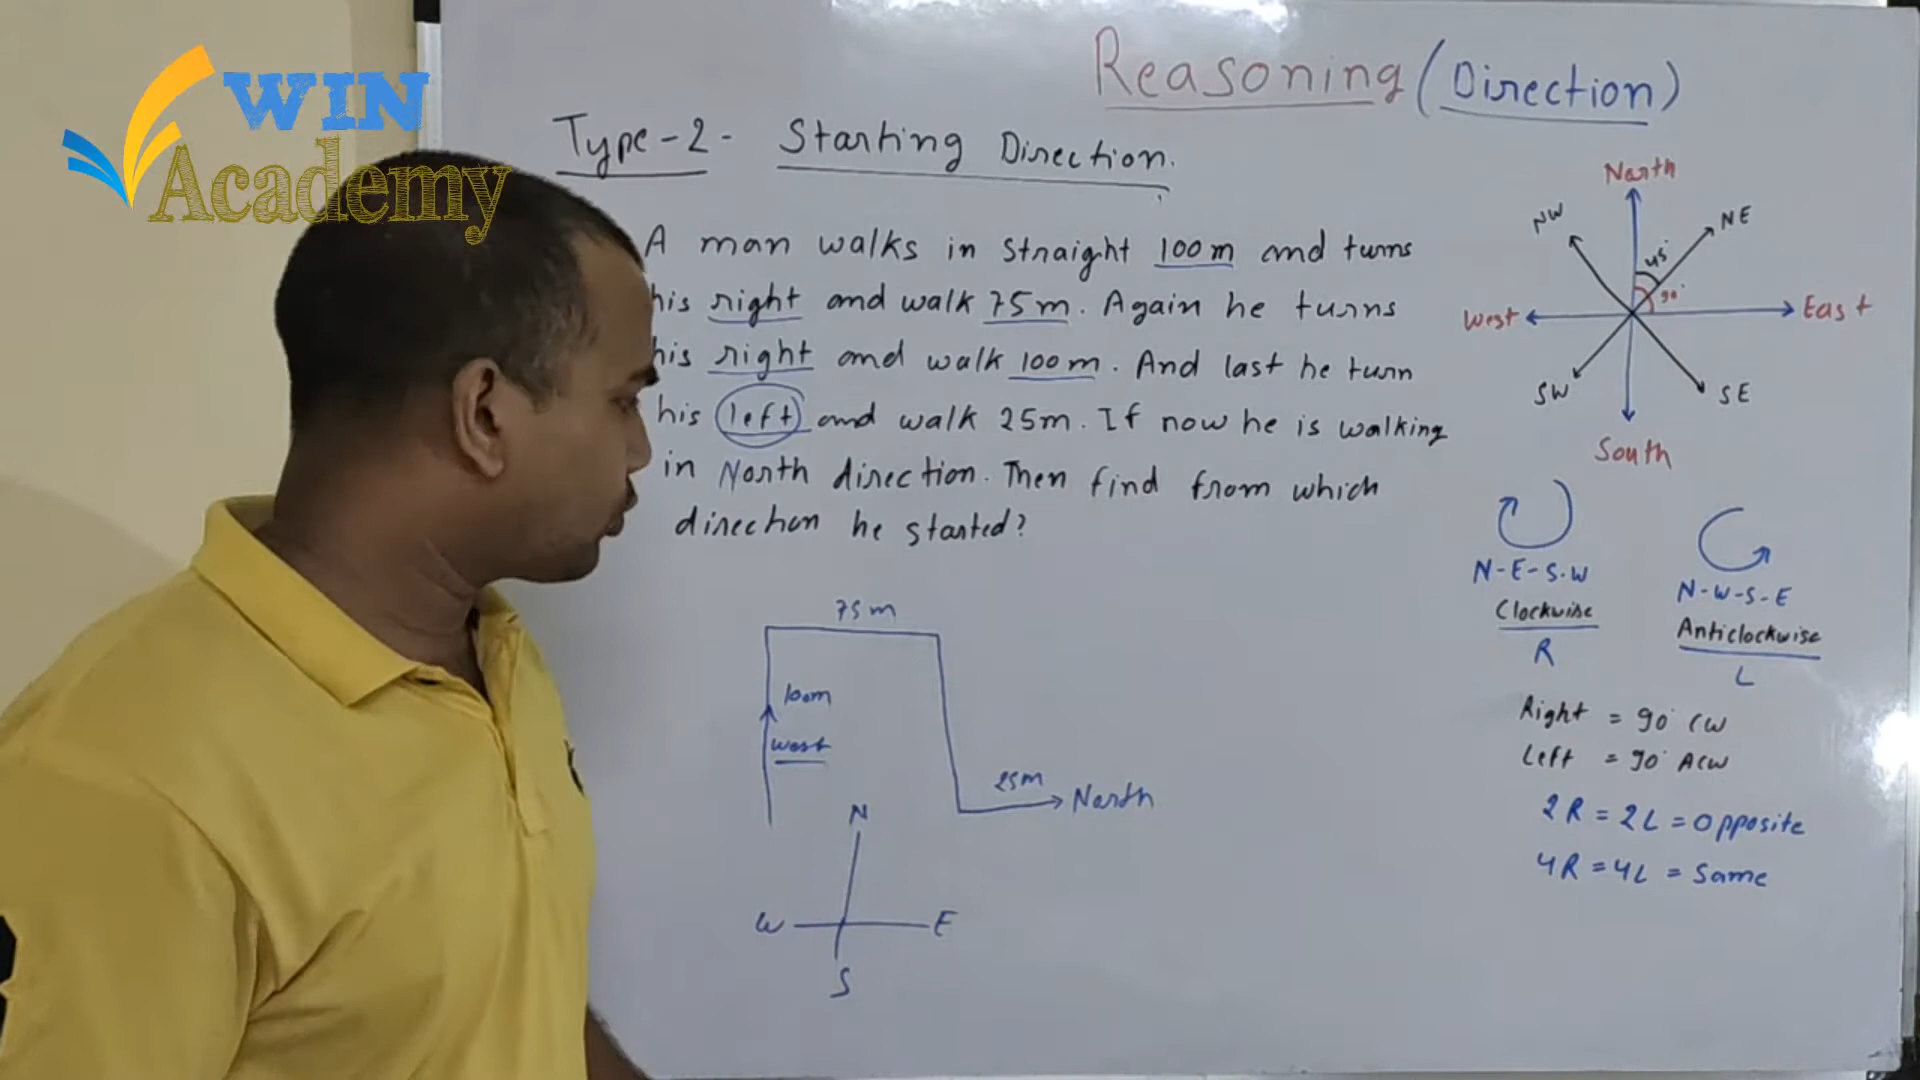 WIN
Academy
Reasoning (Direction)
Type-2- Starting Direction.
A man walks in straight 100m and turns
his right and walk 75m. Again he turns
his right and walk 100m. And last he turn
his left and walk 25m. If now he is walking
in North direction. Then find from which
direction he started?
North
NW
NE
45°
90°
West
East
SW
SE
South
N-E-S-W
Clockwise
R
N-W-S-E
Anticlockwise
L
Right = 90° CW
Left = 90° ACW
2R = 2L = Opposite
4R = 4L = Same
75m
100m
West
25m
North
N
W
E
S